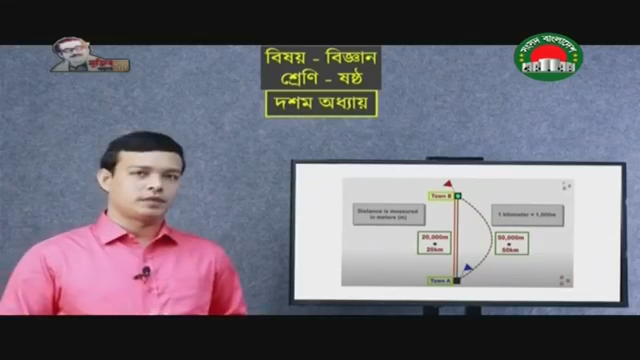 বিষয় - বিজ্ঞান
শ্রেণি - ষষ্ঠ
দশম অধ্যায়
সংসদ বাংলাদেশ
Town B
Distance is measured
in meters (m)
1 kilometer = 1,000m
20,000m
=
20km
50,000m
=
50km
Town A